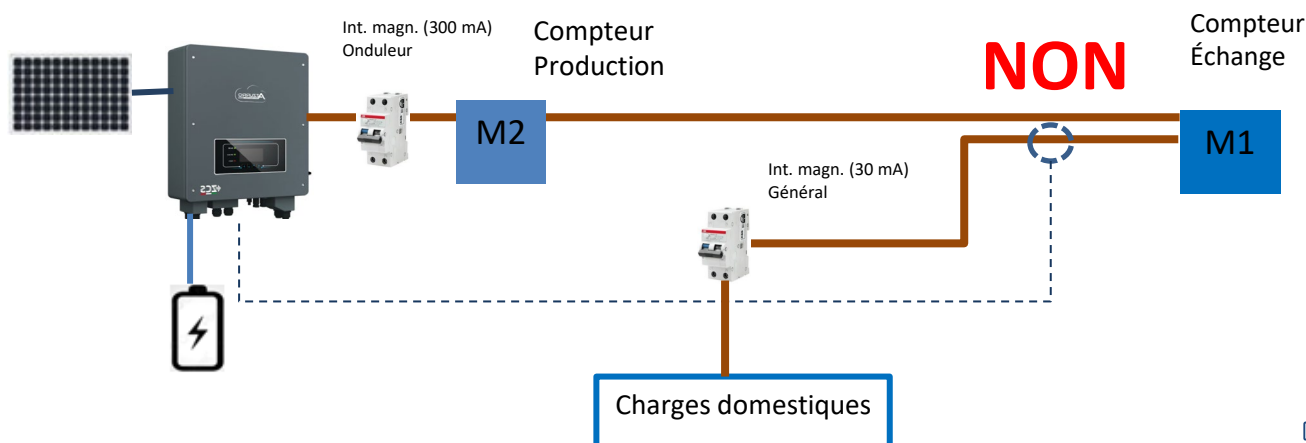 Int. magn. (300 mA)
Onduleur
Compteur
Production
NON
Compteur
Échange
M2
M1
Int. magn. (30 mA)
Général
Charges domestiques